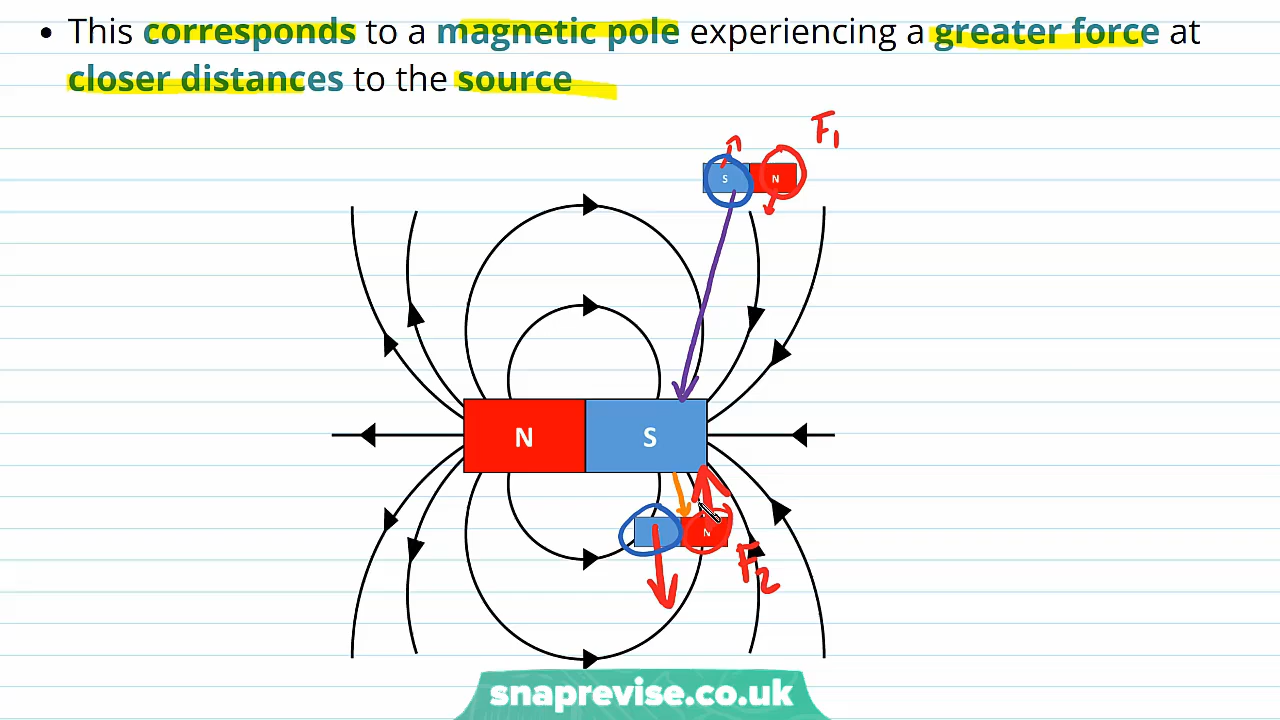 • This corresponds to a magnetic pole experiencing a greater force at
closer distances to the source
F1
S N
N S
N
F2
snaprevise.co.uk